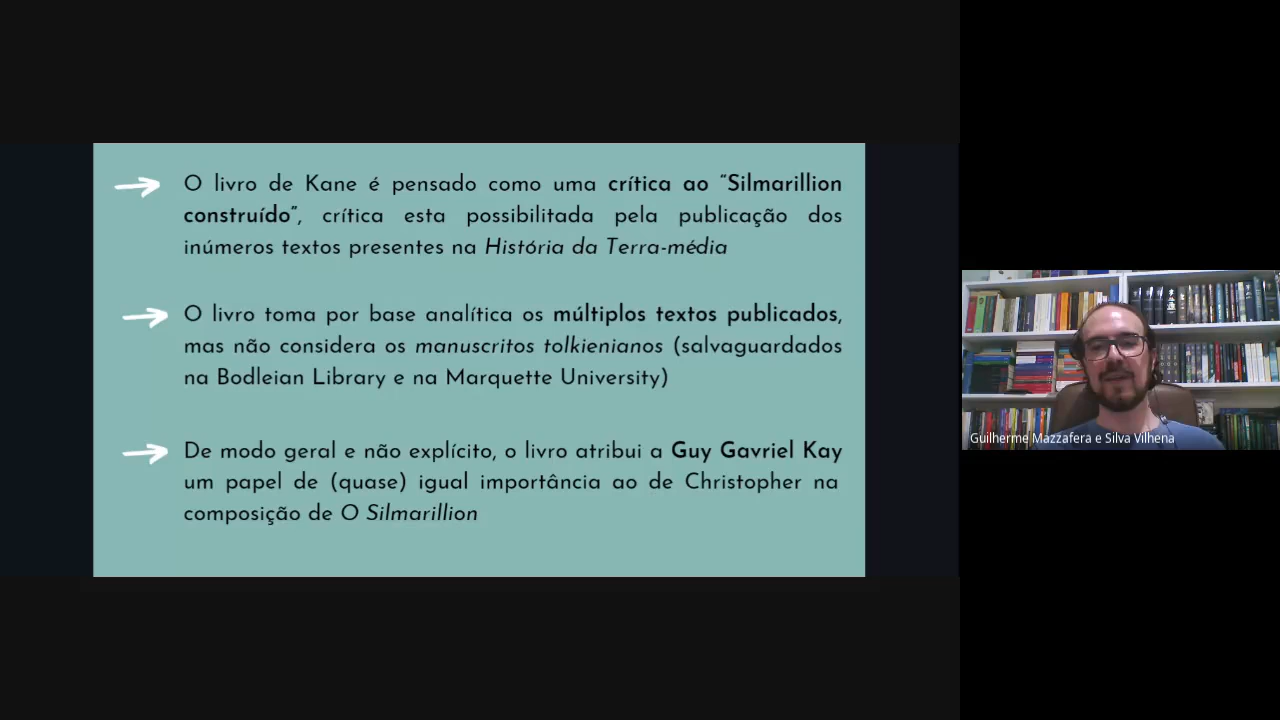 O livro de Kane é pensado como uma crítica ao “Silmarillion
construído”, crítica esta possibilitada pela publicação dos
inúmeros textos presentes na História da Terra-média
O livro toma por base analítica os múltiplos textos publicados,
mas não considera os manuscritos tolkienianos (salvaguardados
na Bodleian Library e na Marquette University)
De modo geral e não explícito, o livro atribui a Guy Gavriel Kay
um papel de (quase) igual importância ao de Christopher na
composição de O Silmarillion
Guilherme Mazzafera e Silva Vilhena